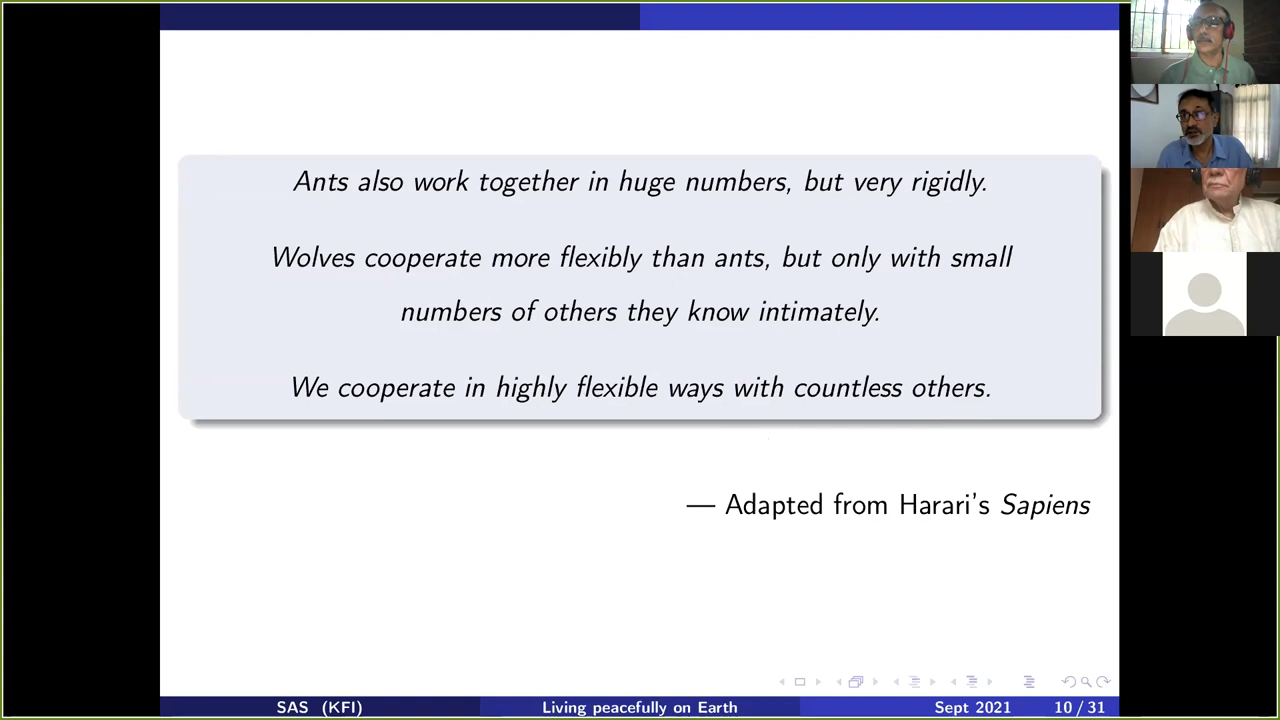 Ants also work together in huge numbers, but very rigidly.
Wolves cooperate more flexibly than ants, but only with small
numbers of others they know intimately.
We cooperate in highly flexible ways with countless others.
— Adapted from Harari's Sapiens
SAS (KFI) Living peacefully on Earth Sept 2021 10 / 31